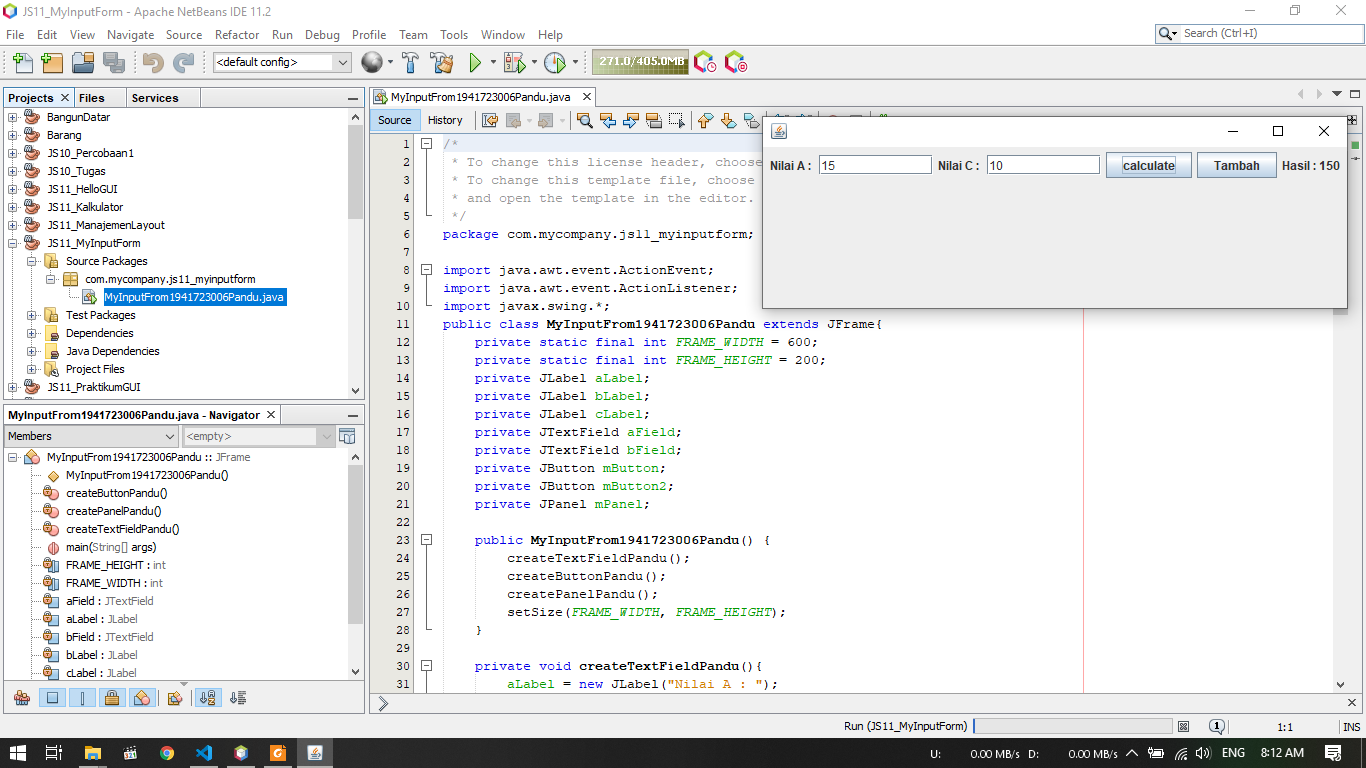 JS11_MyInputForm - Apache NetBeans IDE 11.2
File Edit View Navigate Source Refactor Run Debug Profile Team Tools Window Help
Search (Ctrl+I)
<default config>
271.0/405.0MB
Projects Files Services
BangunDatar
Barang
JS10_Percobaan1
JS10_Tugas
JS11_HelloGUI
JS11_Kalkulator
JS11_ManajemenLayout
JS11_MyInputForm
Source Packages
com.mycompany.js11_myinputform
MyInputFrom1941723006Pandu.java
Test Packages
Dependencies
Java Dependencies
Project Files
JS11_PraktikumGUI
MyInputFrom1941723006Pandu.java - Navigator
Members
<empty>
MyInputFrom1941723006Pandu :: JFrame
MyInputFrom1941723006Pandu()
createButtonPandu()
createPanelPandu()
createTextFieldPandu()
main(String[] args)
FRAME_HEIGHT : int
FRAME_WIDTH : int
aField : JTextField
aLabel : JLabel
bField : JTextField
bLabel : JLabel
cLabel : JLabel
MyInputFrom1941723006Pandu.java
Source History
1 /*
2 * To change this license header, choose
3 * To change this template file, choose
4 * and open the template in the editor.
5 */
6 package com.mycompany.js11_myinputform;
7
8 import java.awt.event.ActionEvent;
9 import java.awt.event.ActionListener;
10 import javax.swing.*;
11 public class MyInputFrom1941723006Pandu extends JFrame{
12 private static final int FRAME_WIDTH = 600;
13 private static final int FRAME_HEIGHT = 200;
14 private JLabel aLabel;
15 private JLabel bLabel;
16 private JLabel cLabel;
17 private JTextField aField;
18 private JTextField bField;
19 private JButton mButton;
20 private JButton mButton2;
21 private JPanel mPanel;
22
23 public MyInputFrom1941723006Pandu() {
24 createTextFieldPandu();
25 createButtonPandu();
26 createPanelPandu();
27 setSize(FRAME_WIDTH, FRAME_HEIGHT);
28 }
29
30 private void createTextFieldPandu(){
31 aLabel = new JLabel("Nilai A : ");
Nilai A : 15 Nilai C : 10 calculate Tambah Hasil : 150
Run (JS11_MyInputForm) 1 1:1 INS
U: 0.00 MB/s D: 0.00 MB/s ENG 8:12 AM